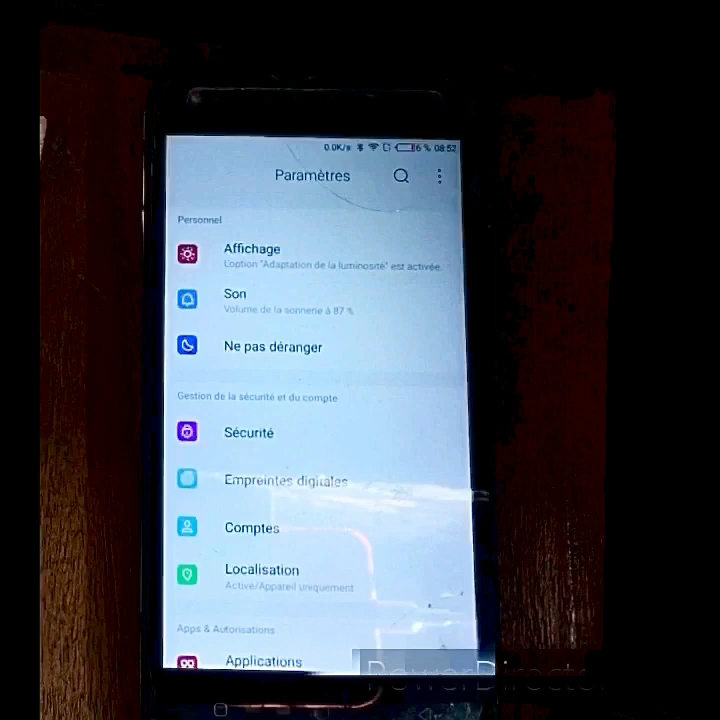 0.0K/s 6 % 08:52
Paramètres
Personnel
Affichage
L'option "Adaptation de la luminosité" est activée.
Son
Volume de la sonnerie à 87 %
Ne pas déranger
Gestion de la sécurité et du compte
Sécurité
Empreintes digitales
Comptes
Localisation
Activé/Appareil uniquement
Apps & Autorisations
Applications
PowerDirector